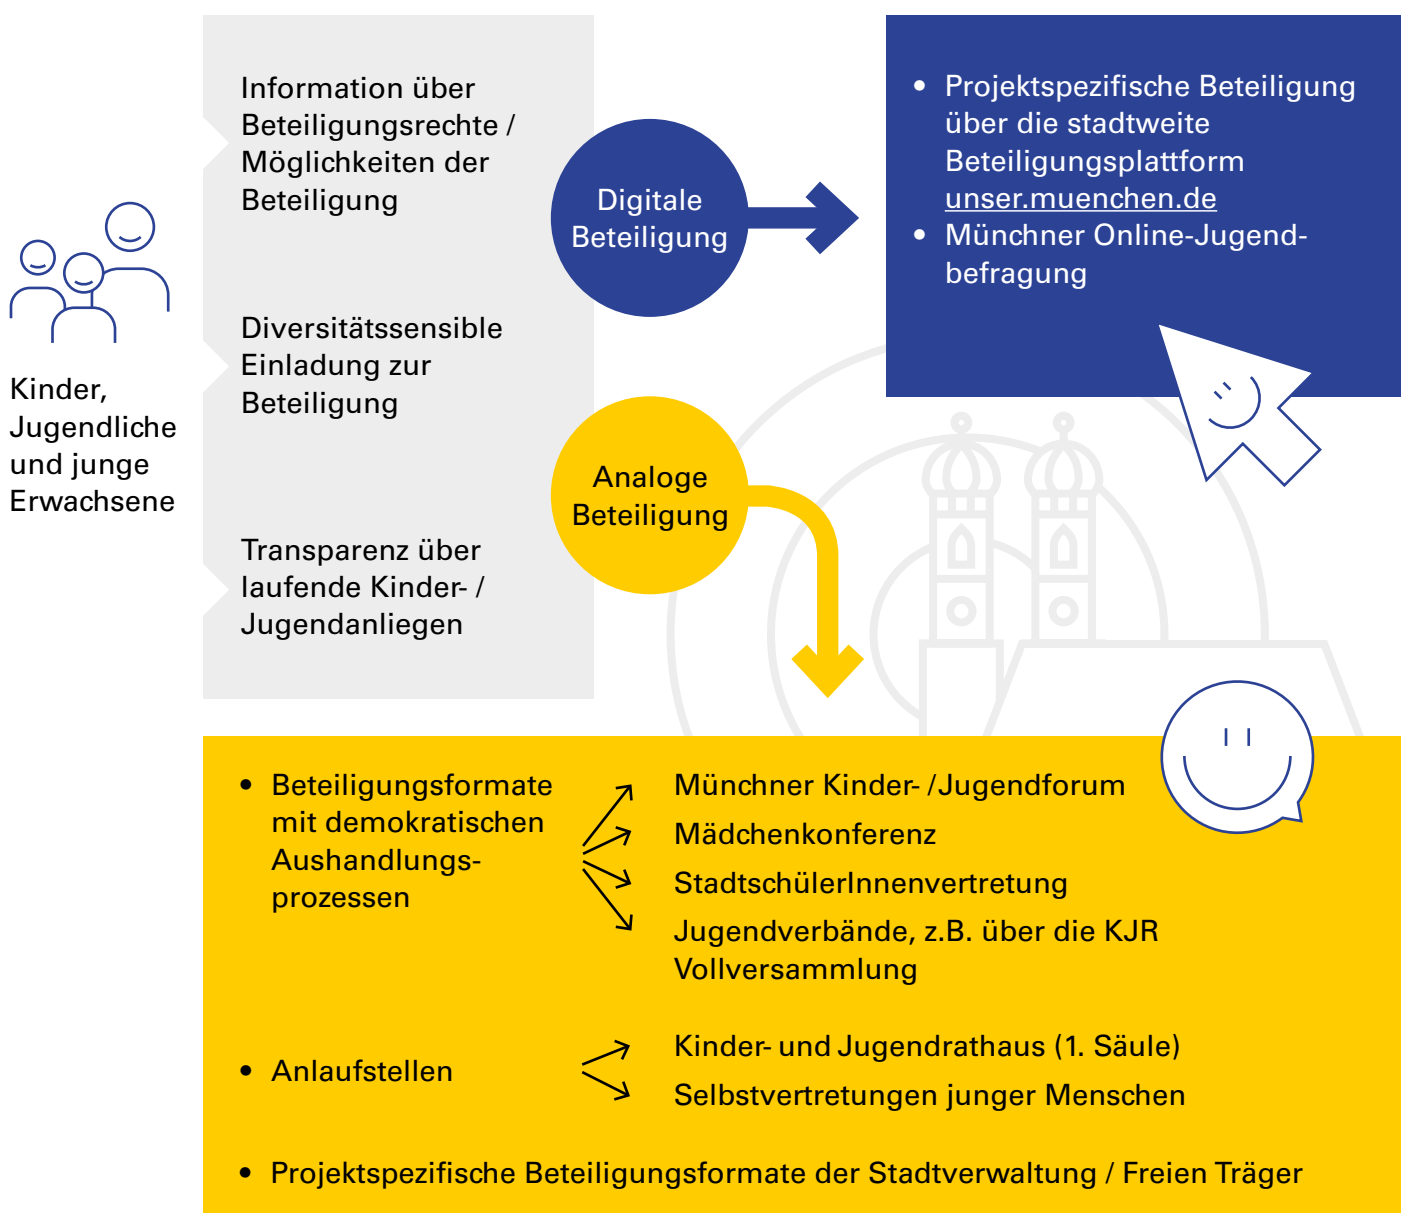 Kinder,
Jugendliche
und junge
Erwachsene
Information über
Beteiligungsrechte /
Möglichkeiten der
Beteiligung
Diversitätssensible
Einladung zur
Beteiligung
Transparenz über
laufende Kinder- /
Jugendanliegen
Digitale
Beteiligung
• Projektspezifische Beteiligung
über die stadtweite
Beteiligungsplattform
unser.muenchen.de
• Münchner Online-Jugend-
befragung
Analoge
Beteiligung
• Beteiligungsformate
mit demokratischen
Aushandlungs-
prozessen
Münchner Kinder- /Jugendforum
Mädchenkonferenz
StadtschülerInnenvertretung
Jugendverbände, z.B. über die KJR
Vollversammlung
• Anlaufstellen
Kinder- und Jugendrathaus (1. Säule)
Selbstvertretungen junger Menschen
• Projektspezifische Beteiligungsformate der Stadtverwaltung / Freien Träger